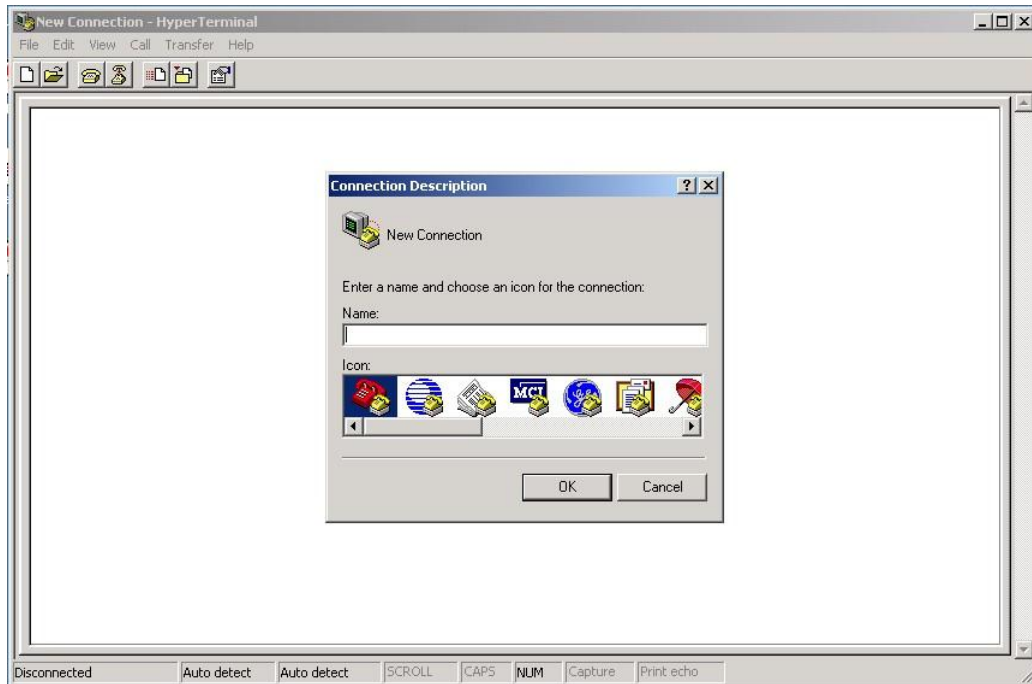 New Connection - HyperTerminal
File Edit View Call Transfer Help
Connection Description
New Connection
Enter a name and choose an icon for the connection:
Name:
Icon:
MCI
OK Cancel
Disconnected Auto detect Auto detect SCROLL CAPS NUM Capture Print echo